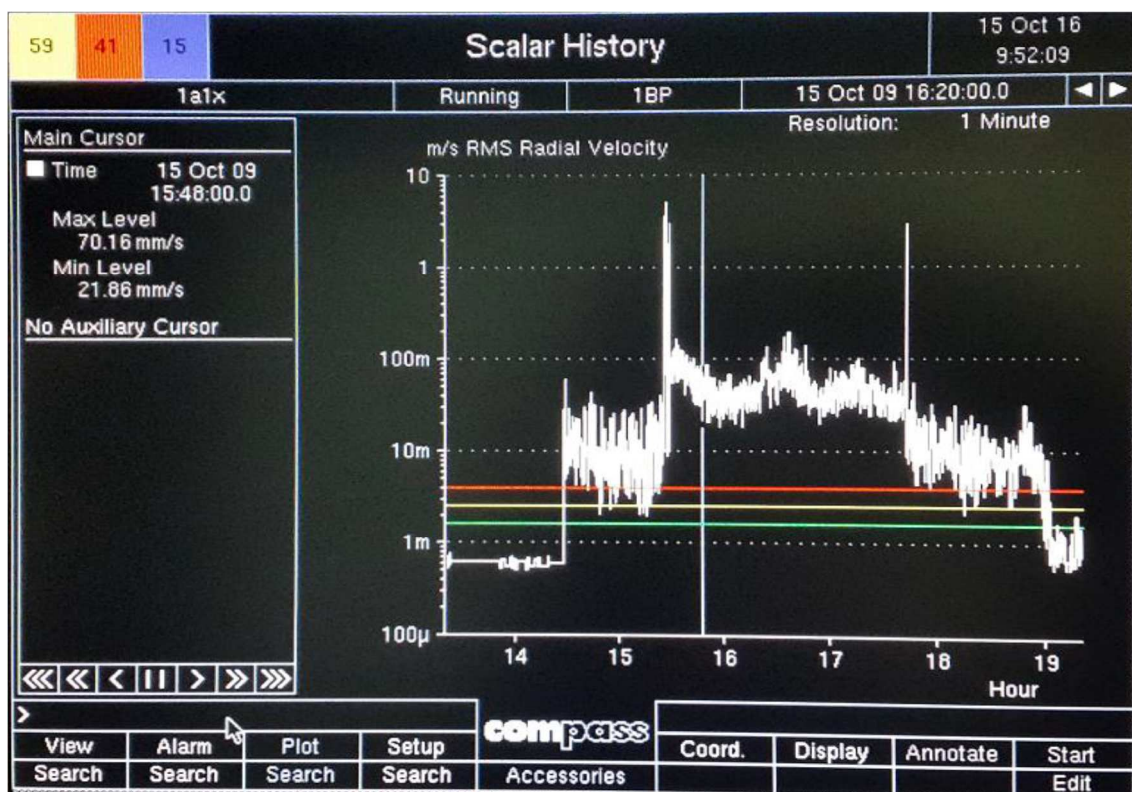 59 41 15 Scalar History 15 Oct 16
9:52:09
1a1x Running 1BP 15 Oct 09 16:20:00.0
Resolution: 1 Minute
Main Cursor
Time 15 Oct 09
15:48:00.0
Max Level
70.16 mm/s
Min Level
21.86 mm/s
No Auxiliary Cursor
m/s RMS Radial Velocity
10
1
100m
10m
1m
100µ
14 15 16 17 18 19
Hour
>
compass
View Alarm Plot Setup Coord. Display Annotate Start
Search Search Search Search Accessories Edit